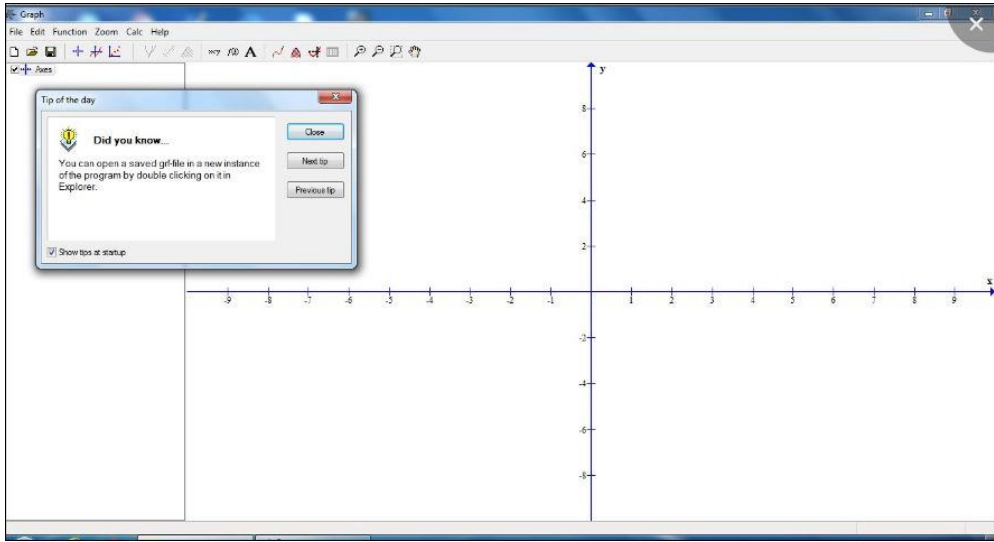 Graph
File Edit Function Zoom Calc Help
Axes
y
Tip of the day
Did you know...
You can open a saved grf-file in a new instance
of the program by double clicking on it in
Explorer.
Close
Next tip
Previous tip
Show tips at startup
8
6
4
2
x
-9 -8 -7 -6 -5 -4 -3 -2 -1 1 2 3 4 5 6 7 8 9
-2
-4
-6
-8